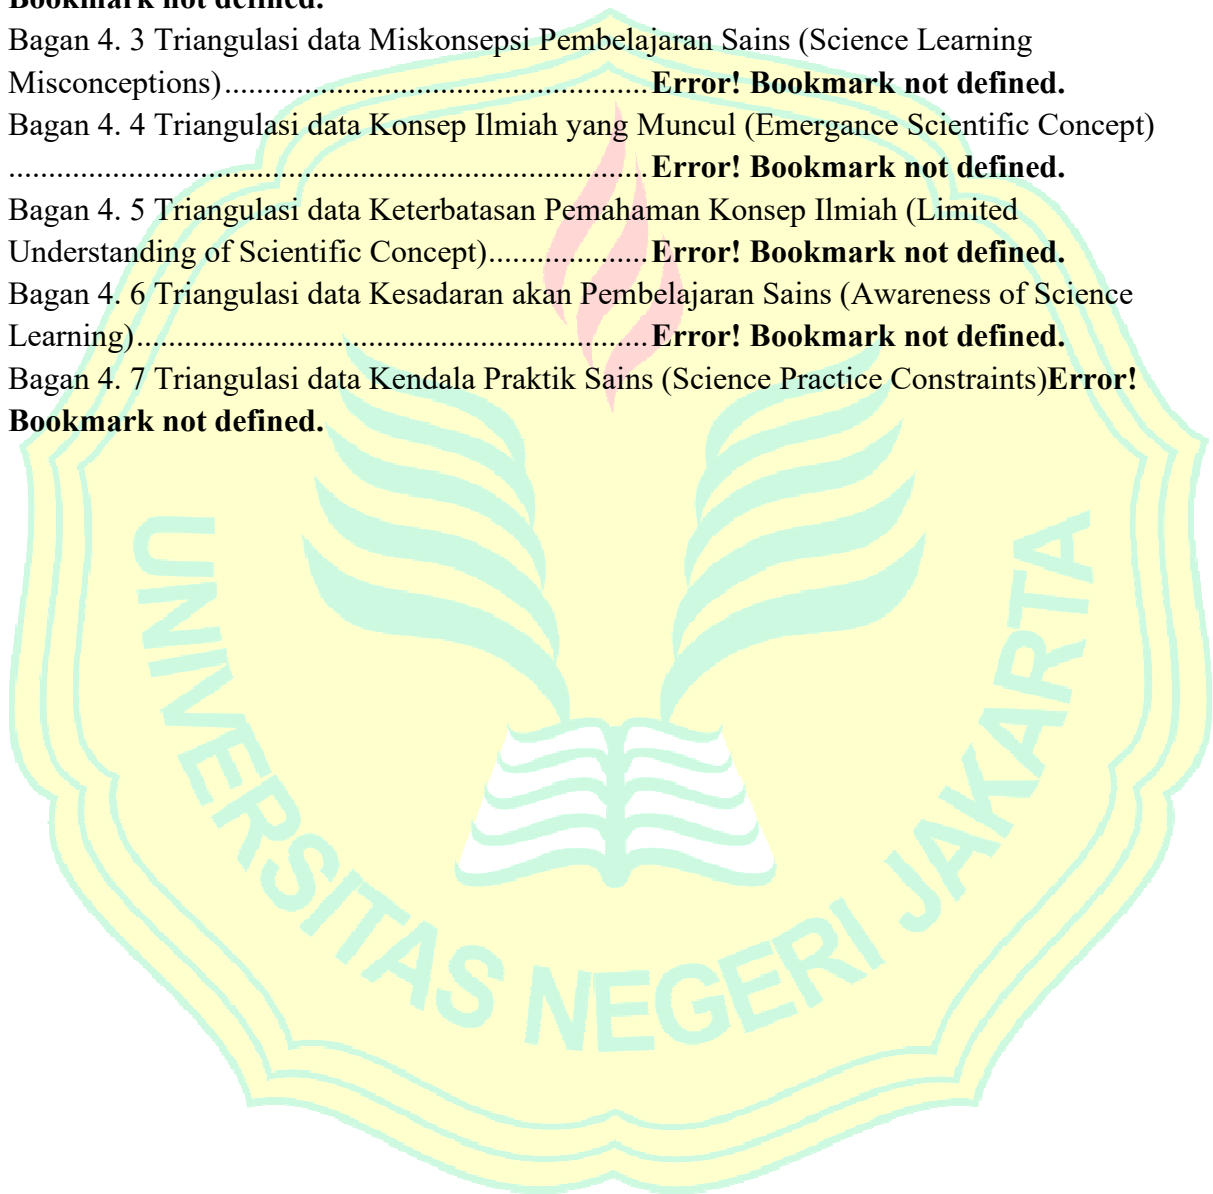 Bookmark not defined.
Bagan 4. 3 Triangulasi data Miskonsepsi Pembelajaran Sains (Science Learning
Misconceptions)....................................................Error! Bookmark not defined.
Bagan 4. 4 Triangulasi data Konsep Ilmiah yang Muncul (Emergance Scientific Concept)
...............................................................................Error! Bookmark not defined.
Bagan 4. 5 Triangulasi data Keterbatasan Pemahaman Konsep Ilmiah (Limited
Understanding of Scientific Concept)....................Error! Bookmark not defined.
Bagan 4. 6 Triangulasi data Kesadaran akan Pembelajaran Sains (Awareness of Science
Learning)...............................................................Error! Bookmark not defined.
Bagan 4. 7 Triangulasi data Kendala Praktik Sains (Science Practice Constraints)Error!
Bookmark not defined.
UNIVERSITAS NEGERI JAKARTA